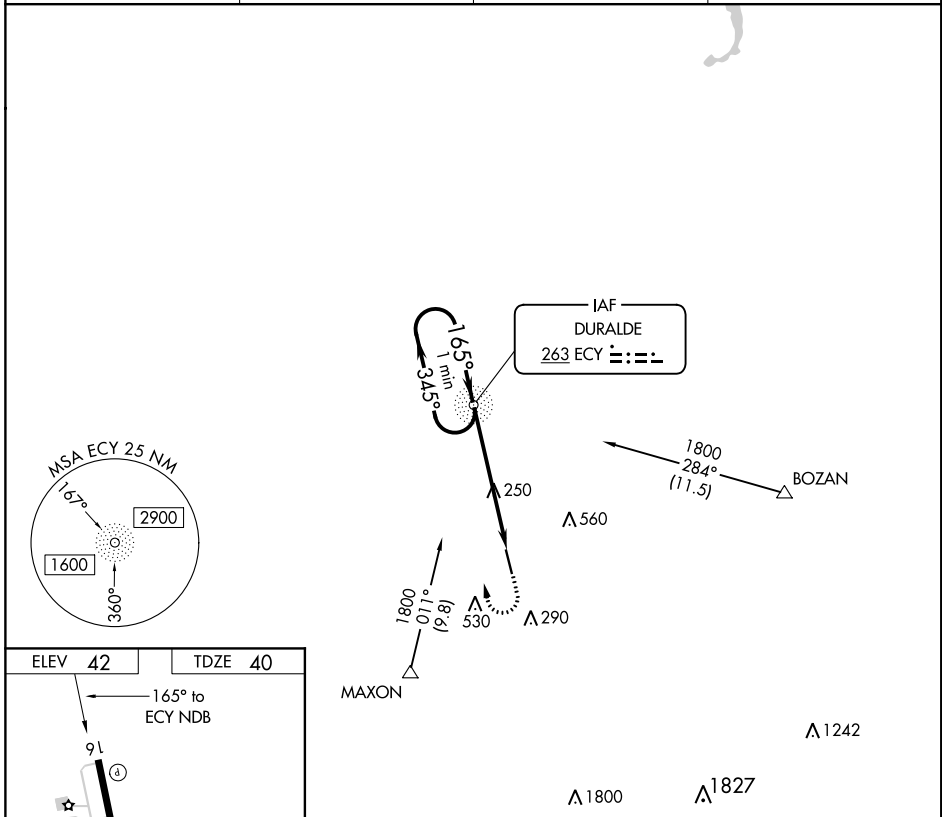 IAF
DURALDE
263 ECY
165°
1 min
345°
1800
284°
(11.5)
BOZAN
250
560
MSA ECY 25 NM
167°
2900
1600
360°
1800
011°
(9.8)
530
290
MAXON
ELEV 42
TDZE 40
165° to
ECY NDB
16
P
1242
1800
1827